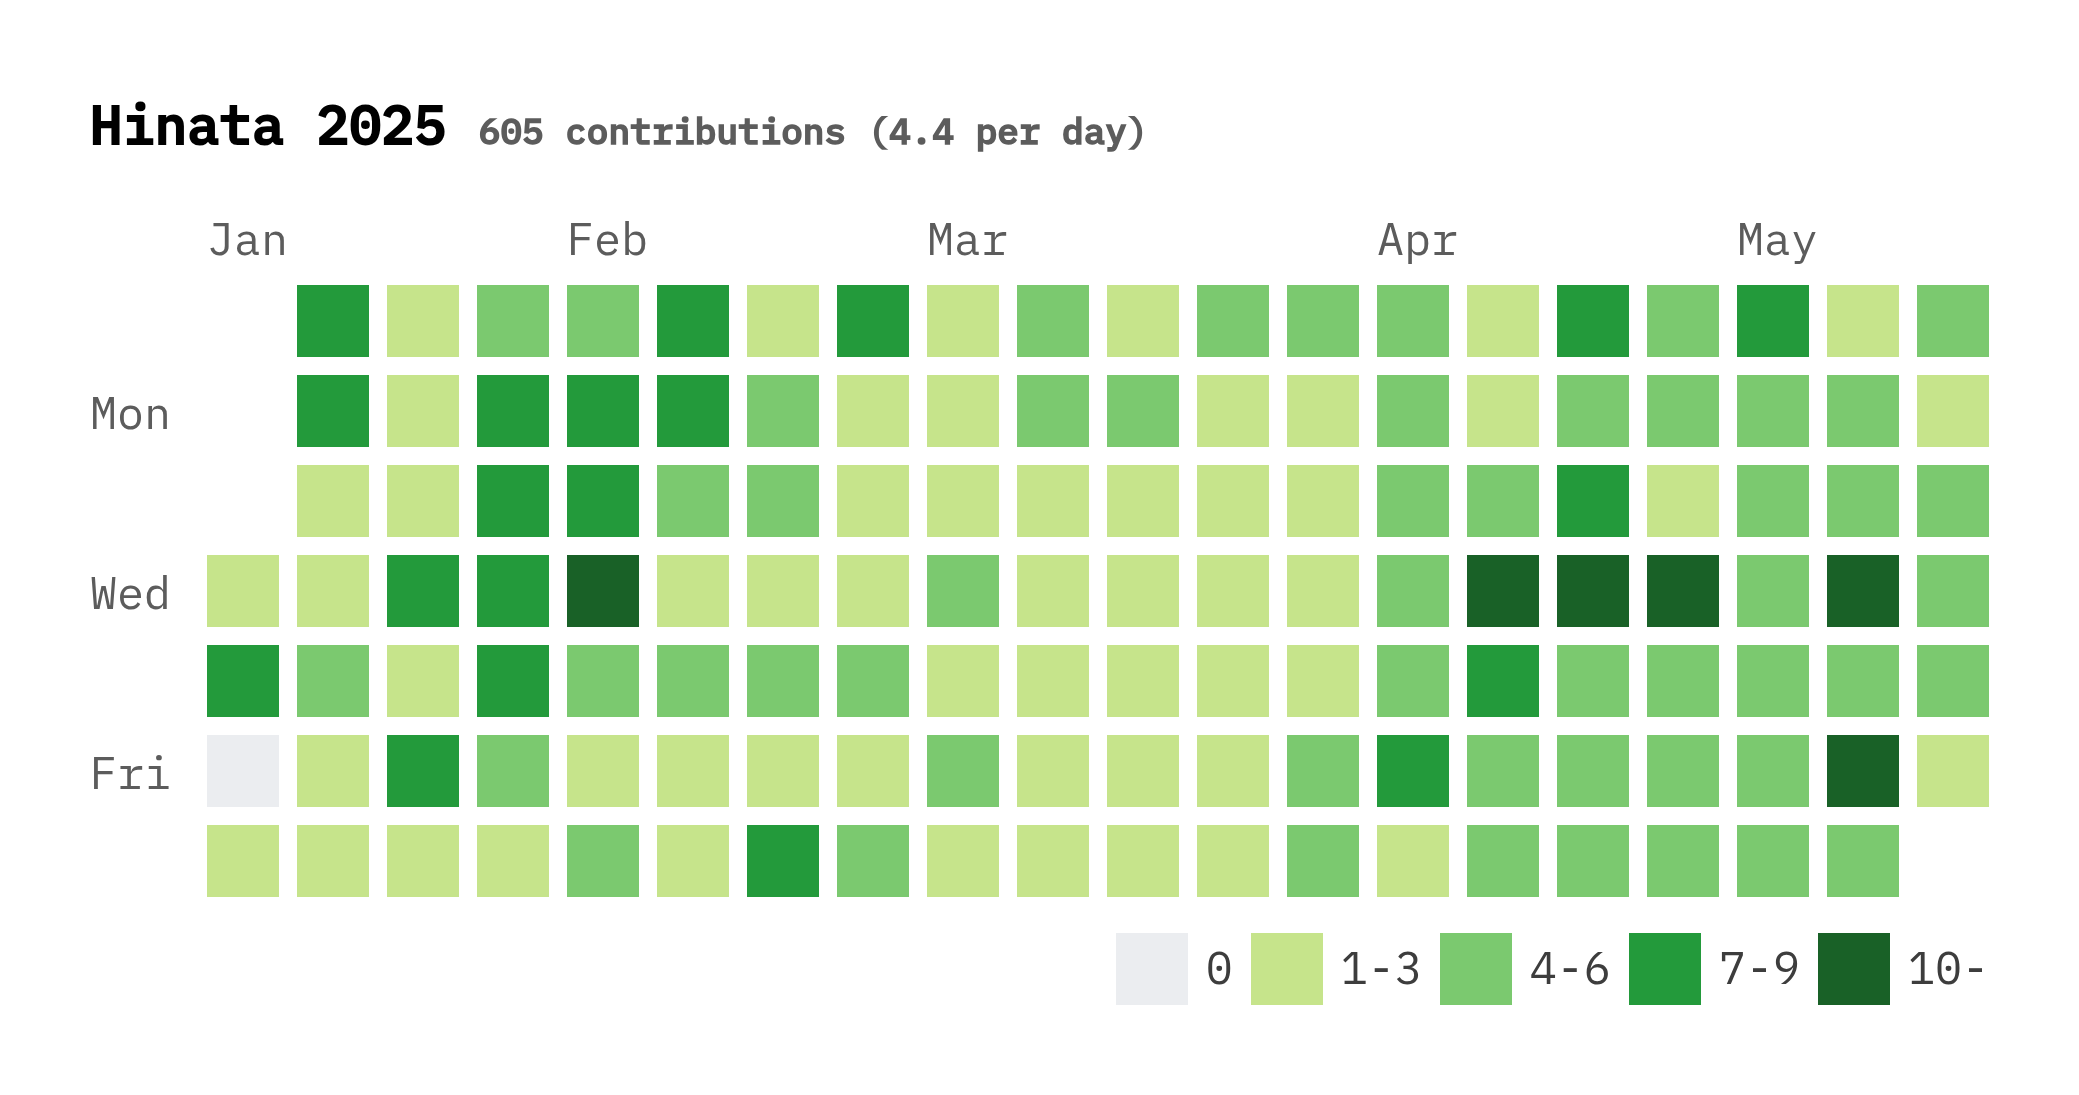 Hinata 2025 605 contributions (4.4 per day)
Jan Feb Mar Apr May
Mon
Wed
Fri
0 1-3 4-6 7-9 10-